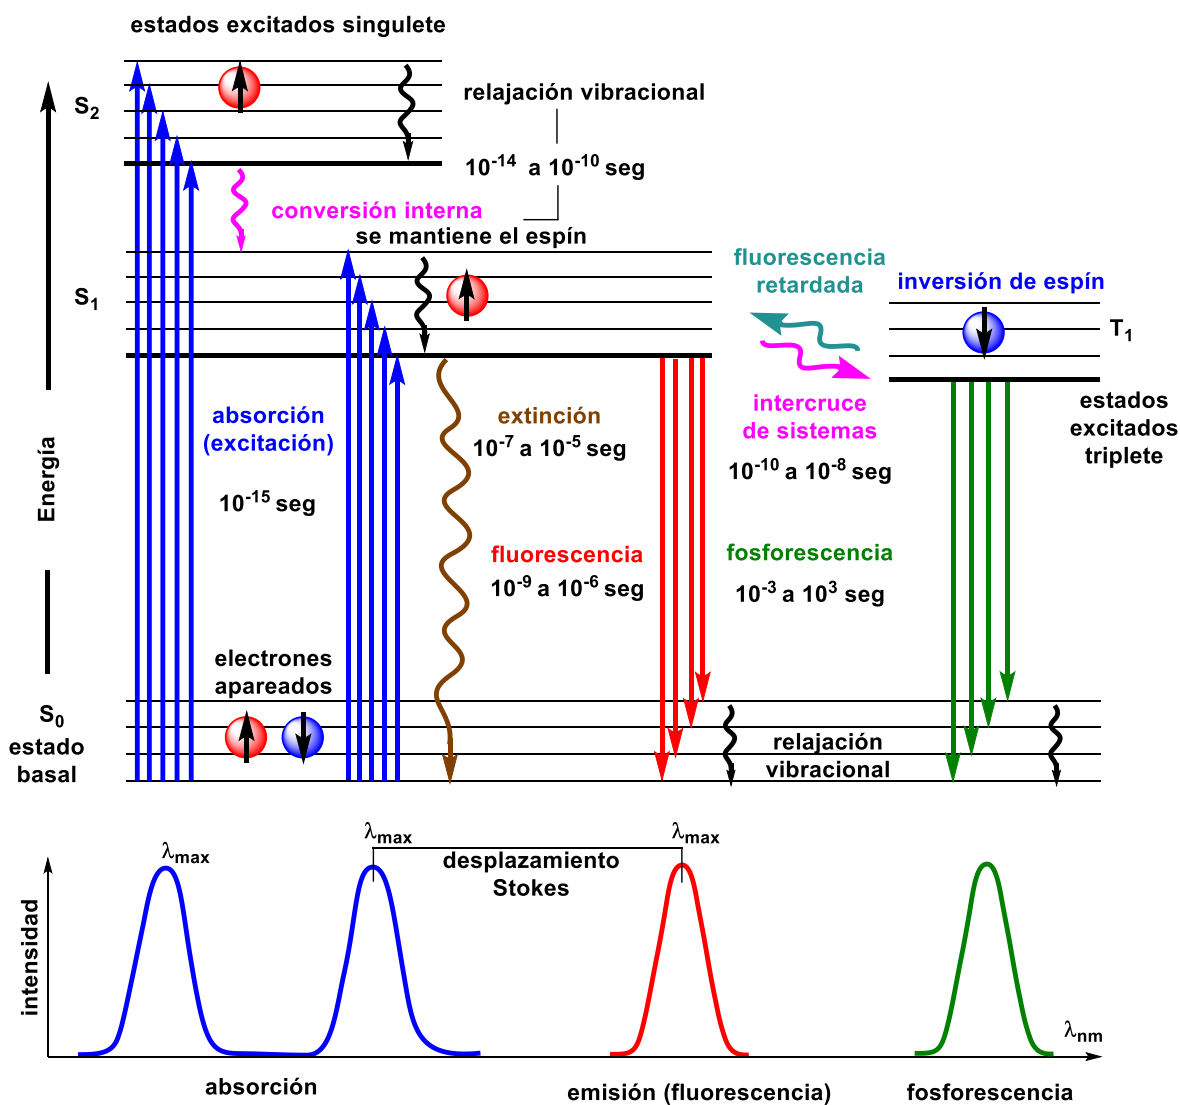 estados excitados singulete
S₂
relajación vibracional
10⁻¹⁴ a 10⁻¹⁰ seg
conversión interna
se mantiene el espín
S₁
fluorescencia
retardada
inversión de espín
T₁
intercruce
de sistemas
10⁻¹⁰ a 10⁻⁸ seg
estados
excitados
triplete
Energía
absorción
(excitación)
10⁻¹⁵ seg
extinción
10⁻⁷ a 10⁻⁵ seg
fluorescencia
10⁻⁹ a 10⁻⁶ seg
fosforescencia
10⁻³ a 10³ seg
electrones
apareados
S₀
estado
basal
relajación
vibracional
λmax
λmax
λmax
desplazamiento
Stokes
intensidad
λnm
absorción
emisión (fluorescencia)
fosforescencia